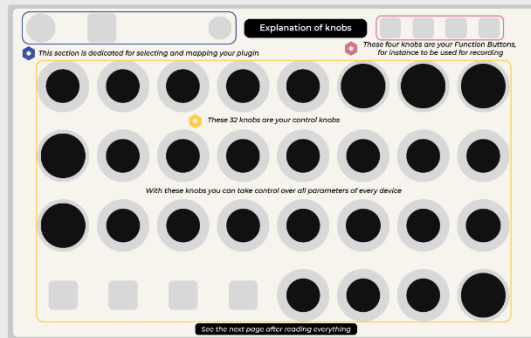 Explanation of knobs
This section is dedicated for selecting and mapping your plugin
These four knobs are your Function Buttons,
for instance to be used for recording
These 32 knobs are your control knobs
With these knobs you can take control over all parameters of every device
See the next page after reading everything